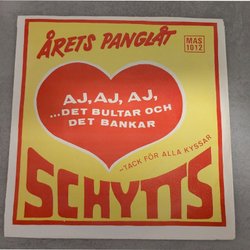 ÅRETS PANGLÅT
MAS
1012
AJ, AJ, AJ,
...DET BULTAR OCH
DET BANKAR
–TACK FÖR ALLA KYSSAR
SCHYTTS